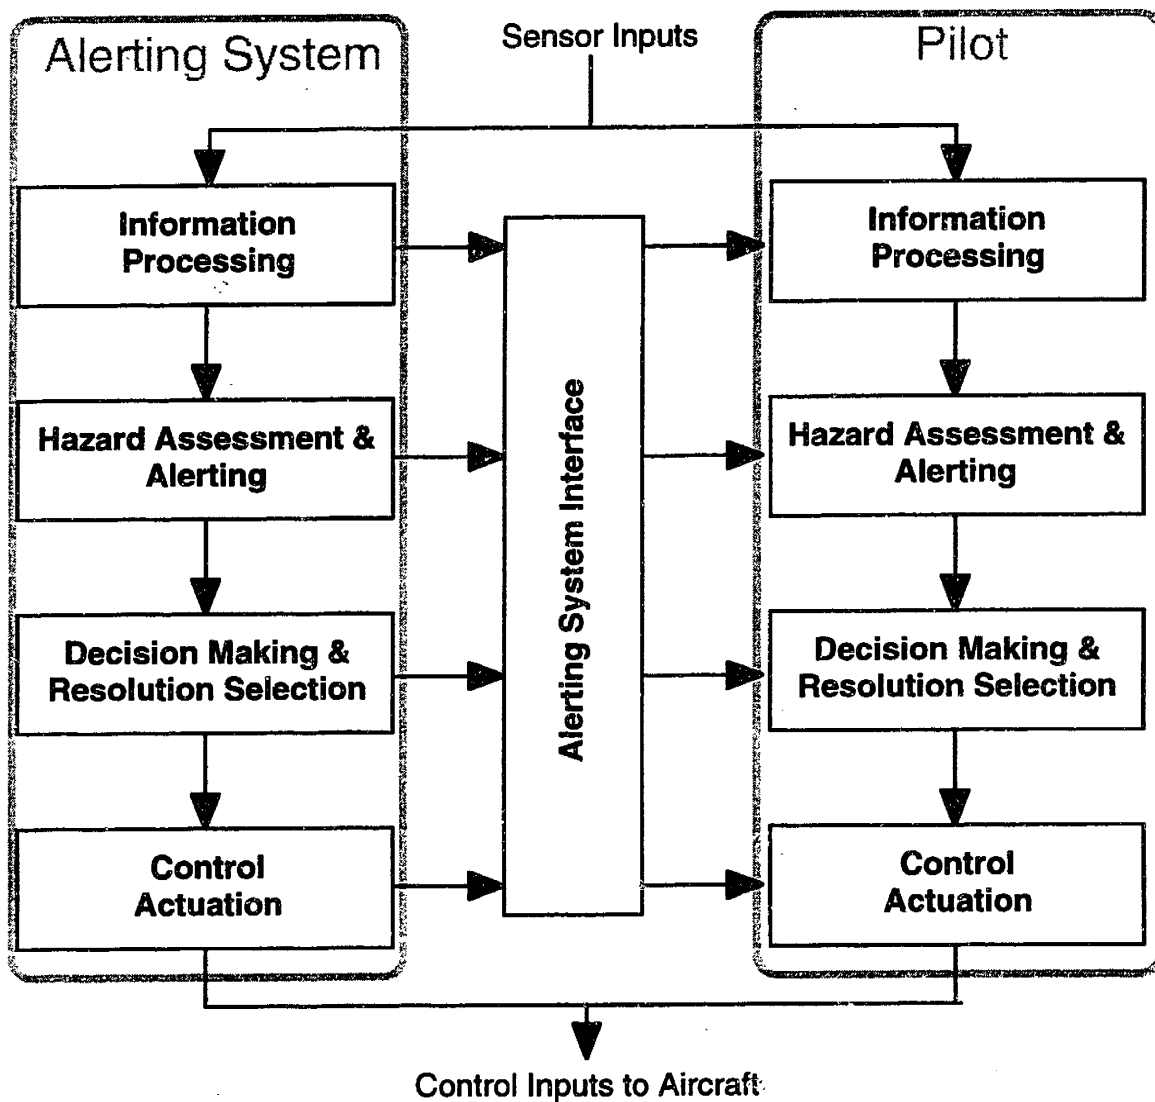 Alerting System
Sensor Inputs
Pilot
Information
Processing
Hazard Assessment &
Alerting
Decision Making &
Resolution Selection
Control
Actuation
Alerting System Interface
Information
Processing
Hazard Assessment &
Alerting
Decision Making &
Resolution Selection
Control
Actuation
Control Inputs to Aircraft